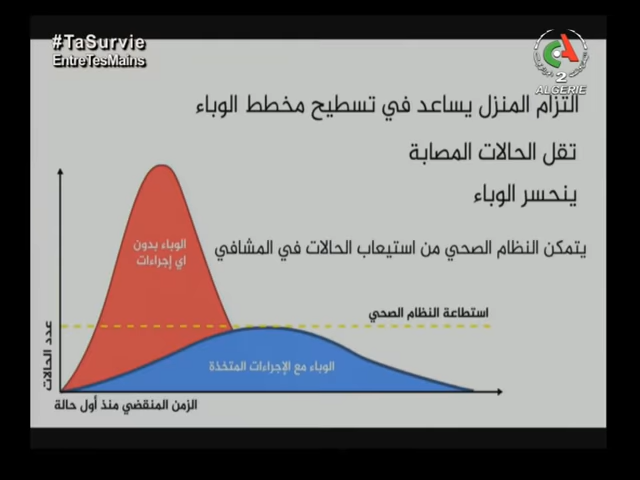 #TaSurvie
EntreTesMains
2
ALGERIE
التزام المنزل يساعد في تسطيح مخطط الوباء
تقل الحالات المصابة
ينحسر الوباء
يتمكن النظام الصحي من استيعاب الحالات في المشافي
الوباء بدون
اي إجراءات
استطاعة النظام الصحي
الوباء مع الإجراءات المتخذة
عدد الحالات
الزمن المنقضي منذ أول حالة